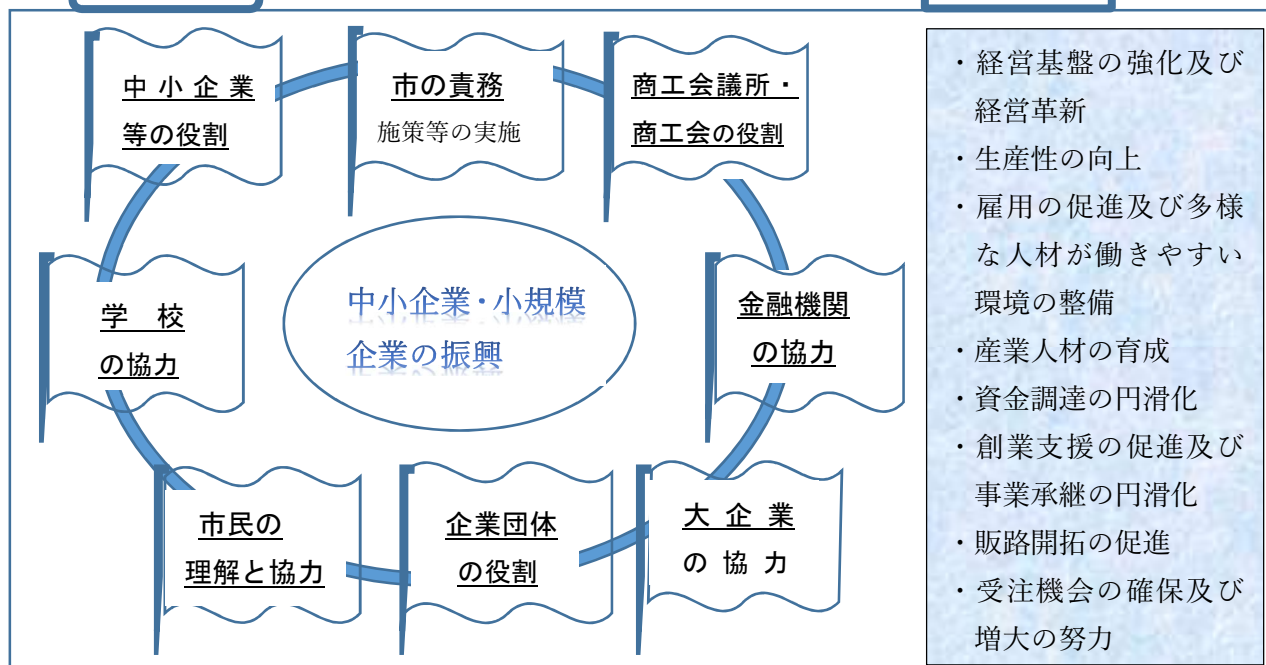 中小企業
等の役割
市の責務
施策等の実施
商工会議所・
商工会の役割
学　校
の協力
中小企業・小規模
企業の振興
金融機関
の協力
市民の
理解と協力
企業団体
の役割
大企業
の協力
・経営基盤の強化及び
経営革新
・生産性の向上
・雇用の促進及び多様
な人材が働きやすい
環境の整備
・産業人材の育成
・資金調達の円滑化
・創業支援の促進及び
事業承継の円滑化
・販路開拓の促進
・受注機会の確保及び
増大の努力